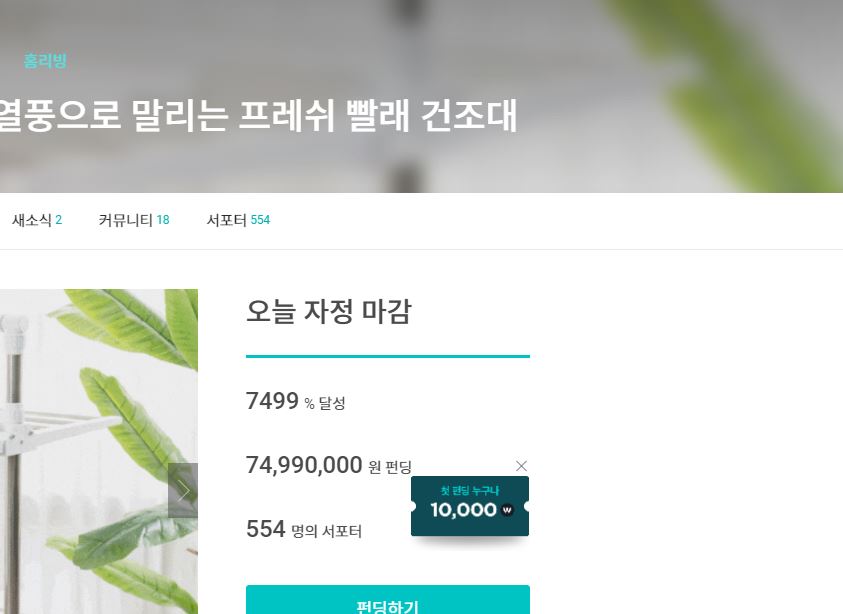 홈리빙
열풍으로 말리는 프레쉬 빨래 건조대
새소식 2 커뮤니티 18 서포터 554
오늘 자정 마감
7499 % 달성
74,990,000 원 펀딩
첫 펀딩 누구나
10,000 W
554 명의 서포터
펀딩하기